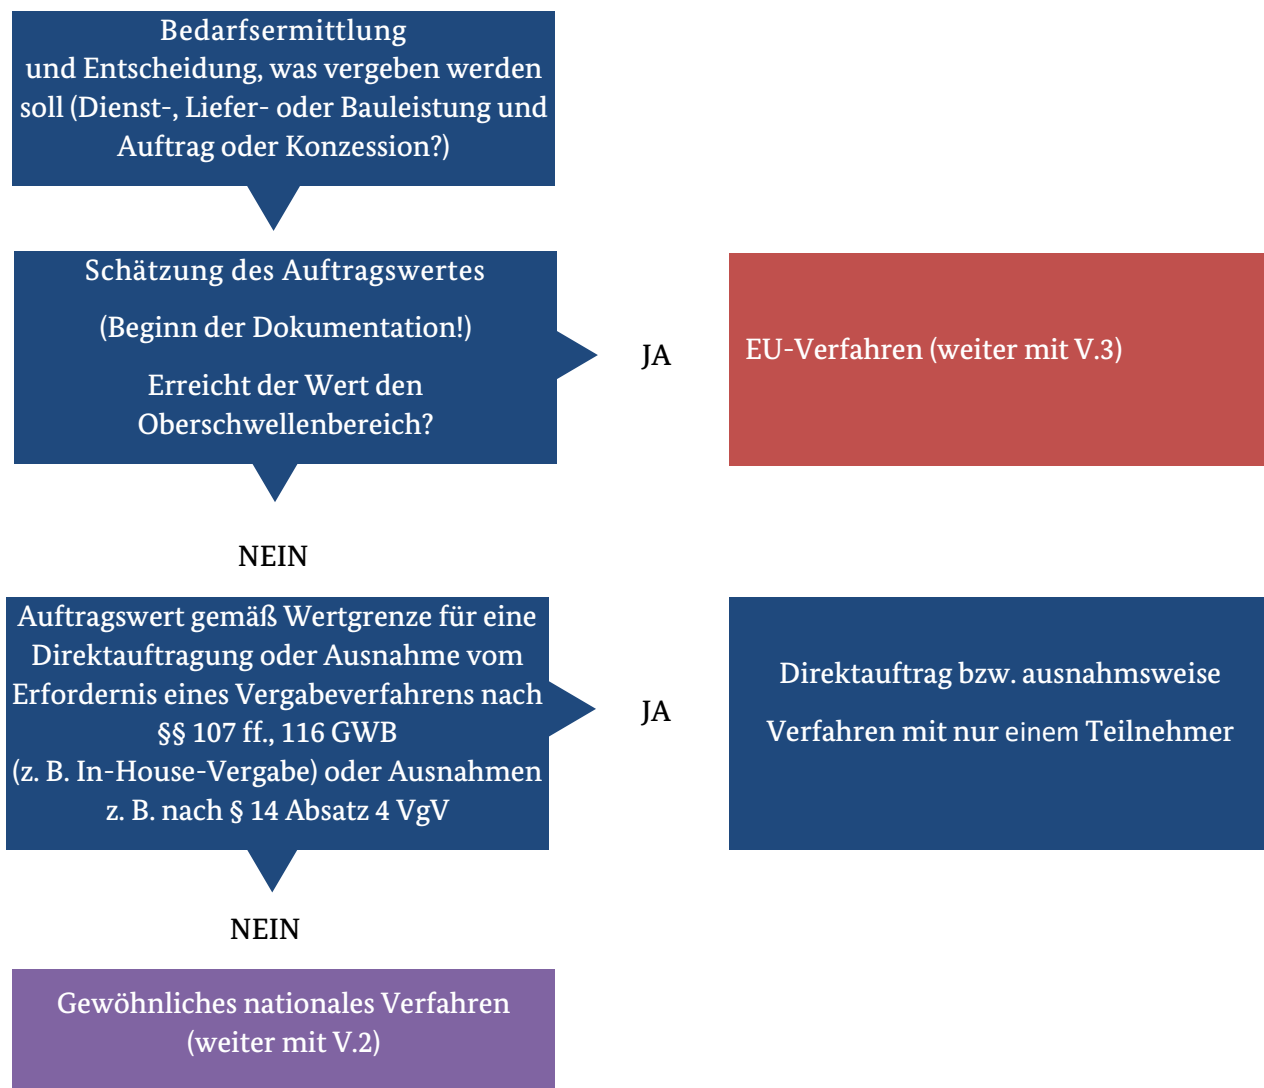 Bedarfsermittlung
und Entscheidung, was vergeben werden
soll (Dienst-, Liefer- oder Bauleistung und
Auftrag oder Konzession?)
Schätzung des Auftragswertes
(Beginn der Dokumentation!)
Erreicht der Wert den
Oberschwellenbereich?
JA
EU-Verfahren (weiter mit V.3)
NEIN
Auftragswert gemäß Wertgrenze für eine
Direktauftragung oder Ausnahme vom
Erfordernis eines Vergabeverfahrens nach
§§ 107 ff., 116 GWB
(z. B. In-House-Vergabe) oder Ausnahmen
z. B. nach § 14 Absatz 4 VgV
JA
Direktauftrag bzw. ausnahmsweise
Verfahren mit nur einem Teilnehmer
NEIN
Gewöhnliches nationales Verfahren
(weiter mit V.2)